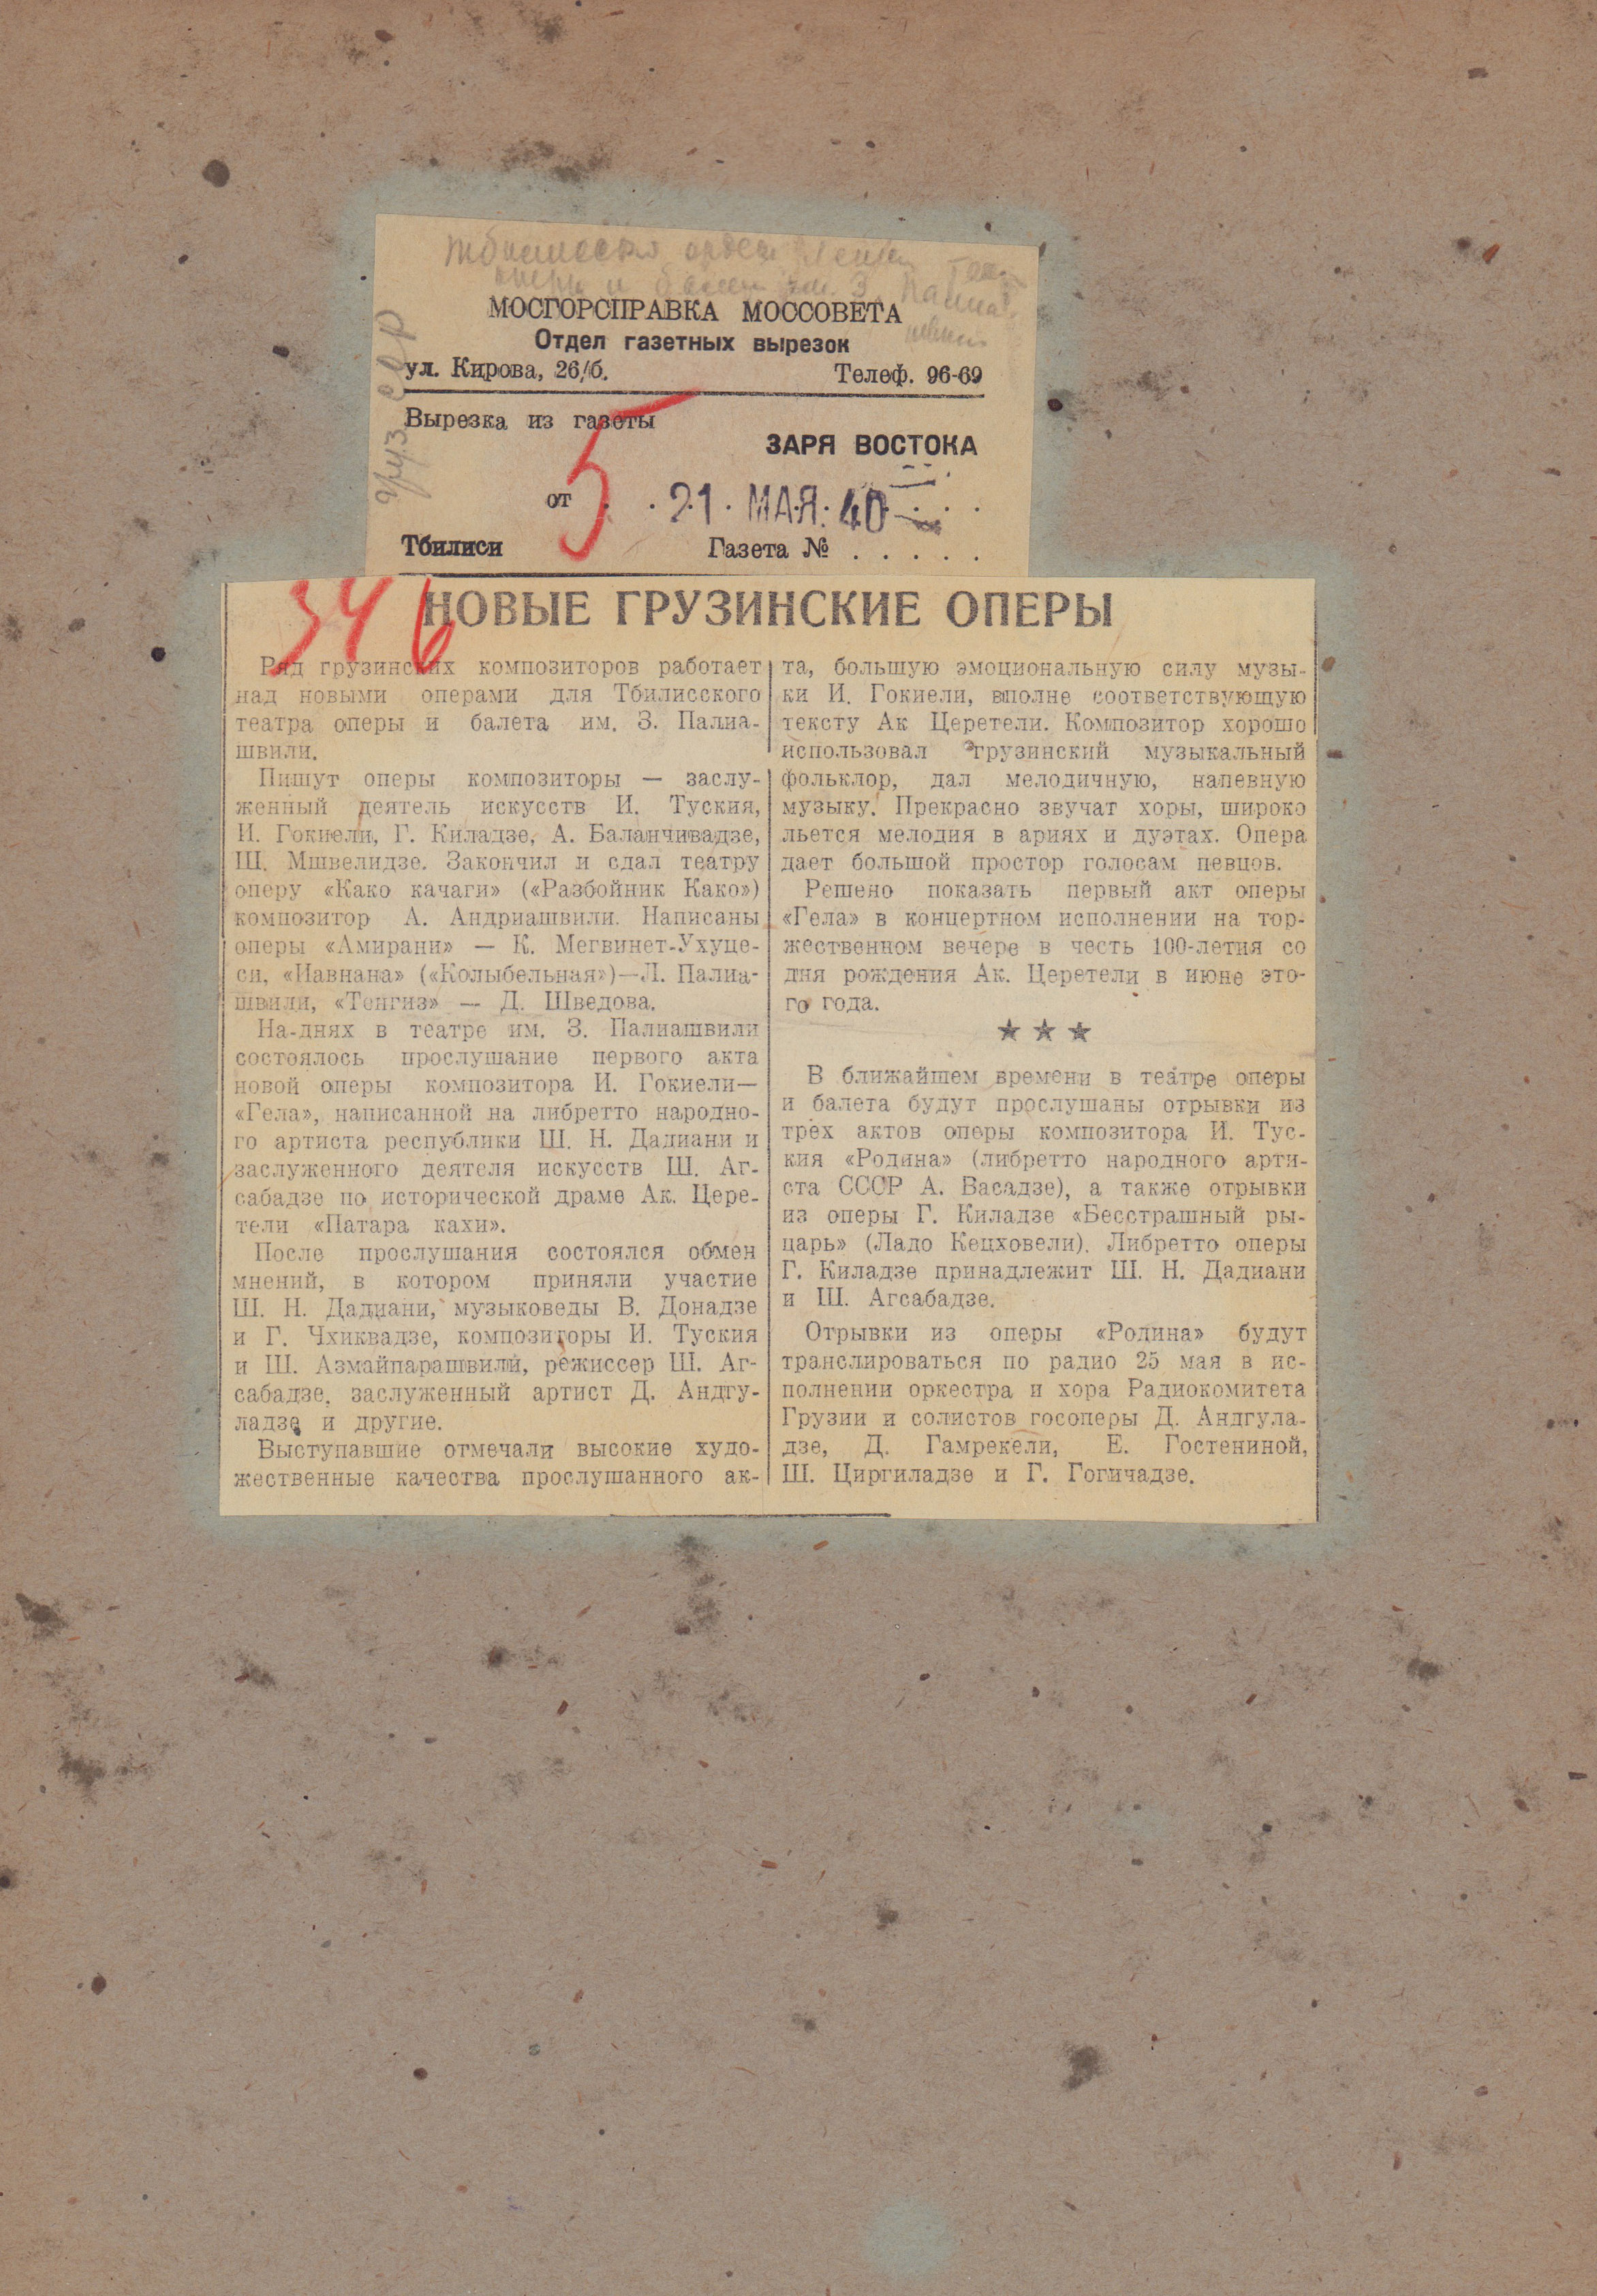 Тбилисский ордена Ленина Театр
оперы и балета им. З. Палиа-
швили
груз сср
МОСГОРСПРАВКА МОССОВЕТА
Отдел газетных вырезок
ул. Кирова, 26/б. Телеф. 96-69
Вырезка из газеты
ЗАРЯ ВОСТОКА
от . . 21 . МАЯ. 40 . . .
Тбилиси Газета № . . . . .
5
346
НОВЫЕ ГРУЗИНСКИЕ ОПЕРЫ
Ряд грузинских композиторов работает
над новыми операми для Тбилисского
театра оперы и балета им. З. Палиа-
швили.
Пишут оперы композиторы — заслу-
женный деятель искусств И. Туския,
И. Гокиели, Г. Киладзе, А. Баланчивадзе,
Ш. Мшвелидзе. Закончил и сдал театру
оперу «Како качаги» («Разбойник Како»)
композитор А. Андриашвили. Написаны
оперы «Амирани» — К. Мегвинет-Ухуце-
си, «Иавнана» («Колыбельная»)—Л. Палиа-
швили, «Тенгиз» — Д. Шведова.
На-днях в театре им. З. Палиашвили
состоялось прослушание первого акта
новой оперы композитора И. Гокиели—
«Гела», написанной на либретто народно-
го артиста республики Ш. Н. Дадиани и
заслуженного деятеля искусств Ш. Аг-
сабадзе по исторической драме Ак. Цере-
тели «Патара кахи».
После прослушания состоялся обмен
мнений, в котором приняли участие
Ш. Н. Дадиани, музыковеды В. Донадзе
и Г. Чхиквадзе, композиторы И. Туския
и Ш. Азмайпарашвили, режиссер Ш. Аг-
сабадзе, заслуженный артист Д. Андгу-
ладзе и другие.
Выступавшие отмечали высокие худо-
жественные качества прослушанного ак-
та, большую эмоциональную силу музы-
ки И. Гокиели, вполне соответствующую
тексту Ак Церетели. Композитор хорошо
использовал грузинский музыкальный
фольклор, дал мелодичную, напевную
музыку. Прекрасно звучат хоры, широко
льется мелодия в ариях и дуэтах. Опера
дает большой простор голосам певцов.
Решено показать первый акт оперы
«Гела» в концертном исполнении на тор-
жественном вечере в честь 100-летия со
дня рождения Ак. Церетели в июне это-
го года.
★ ★ ★
В ближайшем времени в театре оперы
и балета будут прослушаны отрывки из
трех актов оперы композитора И. Тус-
кия «Родина» (либретто народного арти-
ста СССР А. Васадзе), а также отрывки
из оперы Г. Киладзе «Бесстрашный ры-
царь» (Ладо Кецховели). Либретто оперы
Г. Киладзе принадлежит Ш. Н. Дадиани
и Ш. Агсабадзе.
Отрывки из оперы «Родина» будут
транслироваться по радио 25 мая в ис-
полнении оркестра и хора Радиокомитета
Грузии и солистов госоперы Д. Андгула-
дзе, Д. Гамрекели, Е. Гостениной,
Ш. Циргиладзе и Г. Гогичадзе.